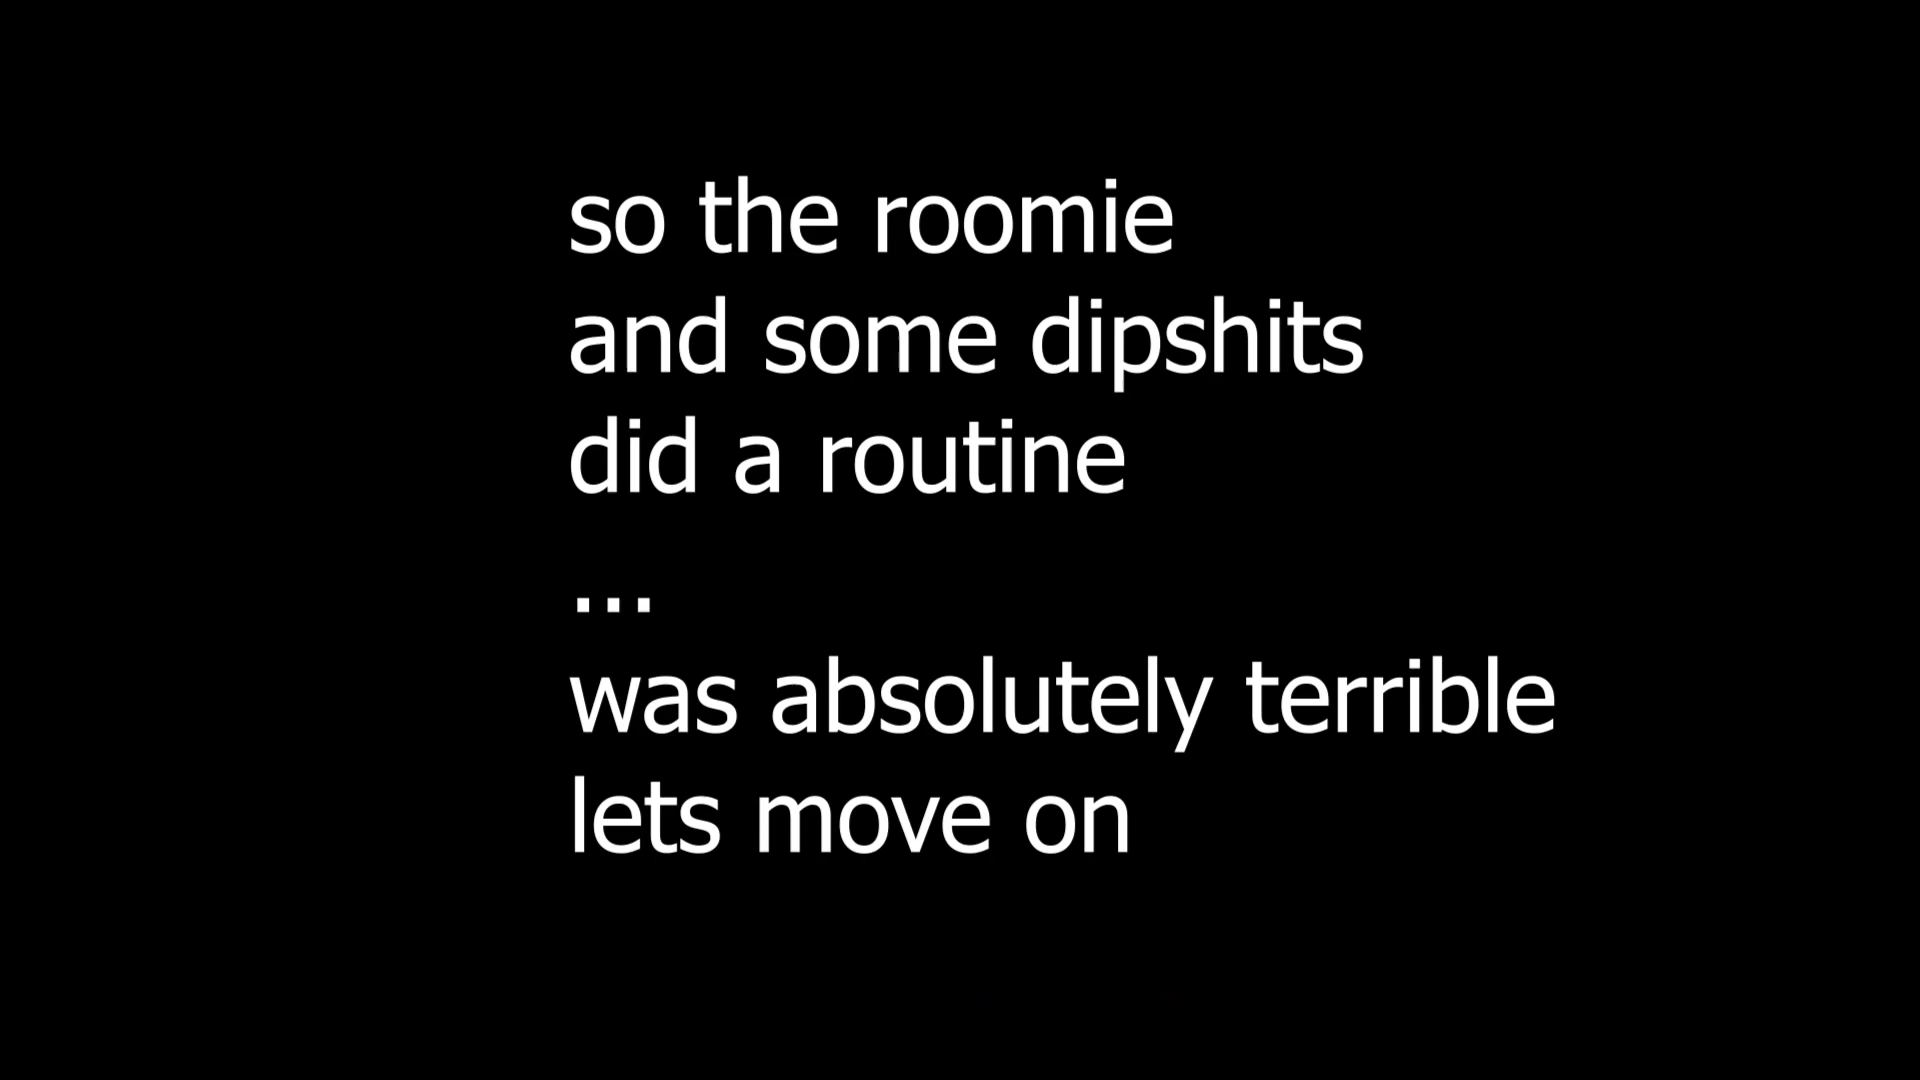 so the roomie
and some dipshits
did a routine
...
was absolutely terrible
lets move on